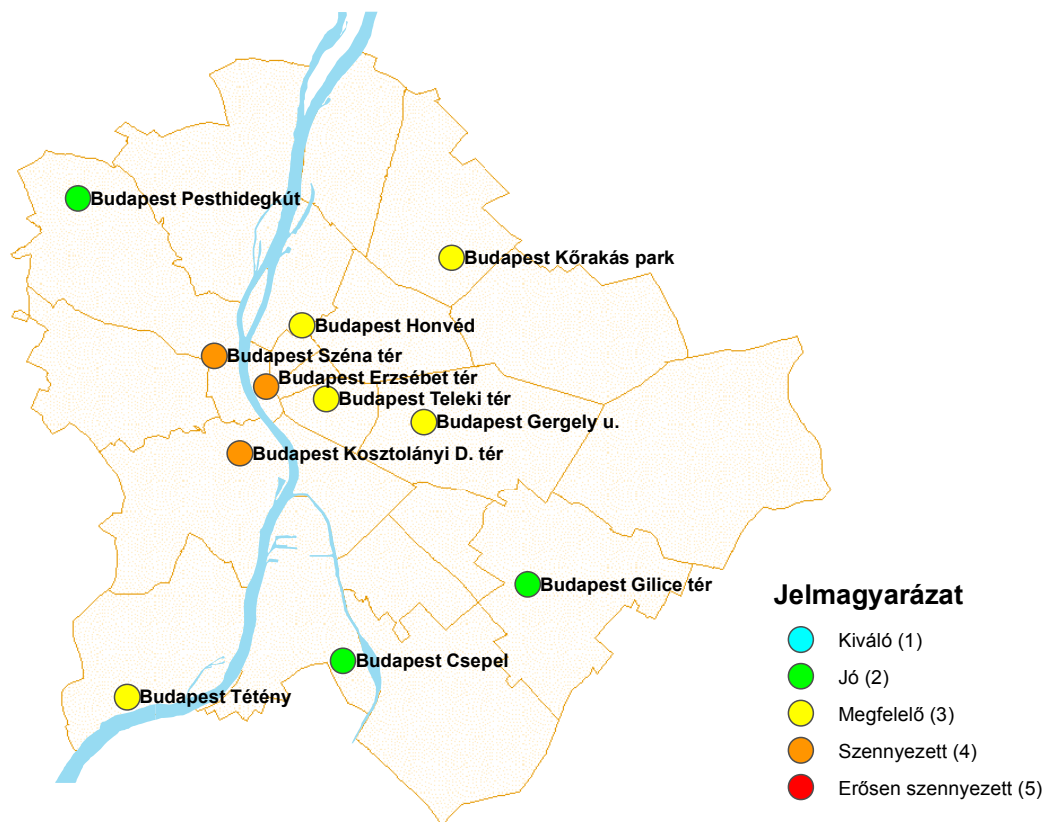 Budapest Pesthidegkút
Budapest Kőrakás park
Budapest Honvéd
Budapest Széna tér
Budapest Erzsébet tér
Budapest Teleki tér
Budapest Gergely u.
Budapest Kosztolányi D. tér
Budapest Gilice tér
Budapest Csepel
Budapest Tétény
Jelmagyarázat
Kiváló (1)
Jó (2)
Megfelelő (3)
Szennyezett (4)
Erősen szennyezett (5)